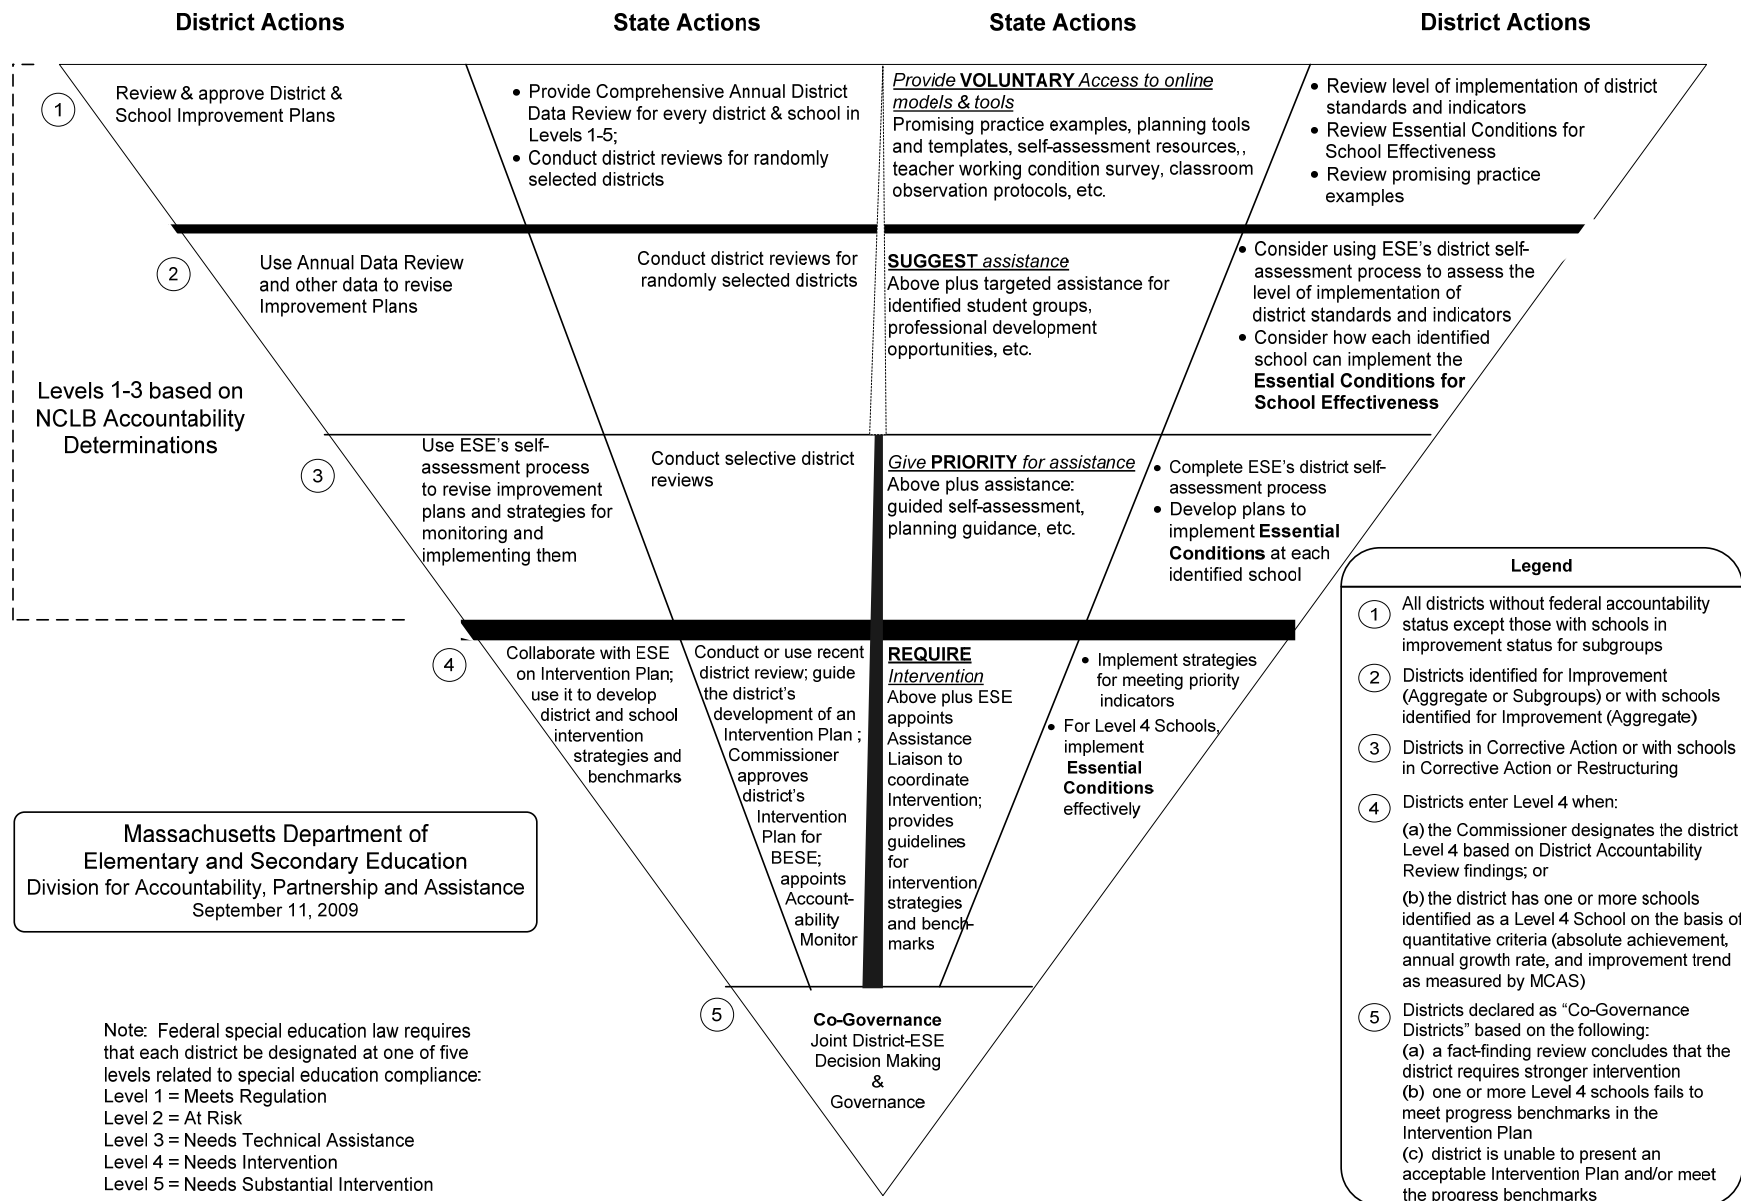 District Actions
State Actions
State Actions
District Actions
1
Review & approve District &
School Improvement Plans
• Provide Comprehensive Annual District
Data Review for every district & school in
Levels 1-5;
• Conduct district reviews for randomly
selected districts
Provide VOLUNTARY Access to online
models & tools
Promising practice examples, planning tools
and templates, self-assessment resources,,
teacher working condition survey, classroom
observation protocols, etc.
• Review level of implementation of district
standards and indicators
• Review Essential Conditions for
School Effectiveness
• Review promising practice
examples
2
Use Annual Data Review
and other data to revise
Improvement Plans
Conduct district reviews for
randomly selected districts
SUGGEST assistance
Above plus targeted assistance for
identified student groups,
professional development
opportunities, etc.
• Consider using ESE's district self-
assessment process to assess the
level of implementation of
district standards and indicators
• Consider how each identified
school can implement the
Essential Conditions for
School Effectiveness
Levels 1-3 based on
NCLB Accountability
Determinations
3
Use ESE's self-
assessment process
to revise improvement
plans and strategies for
monitoring and
implementing them
Conduct selective district
reviews
Give PRIORITY for assistance
Above plus assistance:
guided self-assessment,
planning guidance, etc.
• Complete ESE's district self-
assessment process
• Develop plans to
implement Essential
Conditions at each
identified school
4
Collaborate with ESE
on Intervention Plan;
use it to develop
district and school
intervention
strategies and
benchmarks
Conduct or use recent
district review; guide
the district's
development of an
Intervention Plan ;
Commissioner
approves
district's
Intervention
Plan for
BESE;
appoints
Account-
ability
Monitor
REQUIRE
Intervention
Above plus ESE
appoints
Assistance
Liaison to
coordinate
Intervention;
provides
guidelines
for
intervention
strategies
and bench-
marks
• Implement strategies
for meeting priority
indicators
• For Level 4 Schools,
implement
Essential
Conditions
effectively
5
Co-Governance
Joint District-ESE
Decision Making
&
Governance
Massachusetts Department of
Elementary and Secondary Education
Division for Accountability, Partnership and Assistance
September 11, 2009
Note: Federal special education law requires
that each district be designated at one of five
levels related to special education compliance:
Level 1 = Meets Regulation
Level 2 = At Risk
Level 3 = Needs Technical Assistance
Level 4 = Needs Intervention
Level 5 = Needs Substantial Intervention
Legend
1 All districts without federal accountability
status except those with schools in
improvement status for subgroups
2 Districts identified for Improvement
(Aggregate or Subgroups) or with schools
identified for Improvement (Aggregate)
3 Districts in Corrective Action or with schools
in Corrective Action or Restructuring
4 Districts enter Level 4 when:
(a) the Commissioner designates the district
Level 4 based on District Accountability
Review findings; or
(b) the district has one or more schools
identified as a Level 4 School on the basis of
quantitative criteria (absolute achievement,
annual growth rate, and improvement trend
as measured by MCAS)
5 Districts declared as “Co-Governance
Districts” based on the following:
(a) a fact-finding review concludes that the
district requires stronger intervention
(b) one or more Level 4 schools fails to
meet progress benchmarks in the
Intervention Plan
(c) district is unable to present an
acceptable Intervention Plan and/or meet
the progress benchmarks